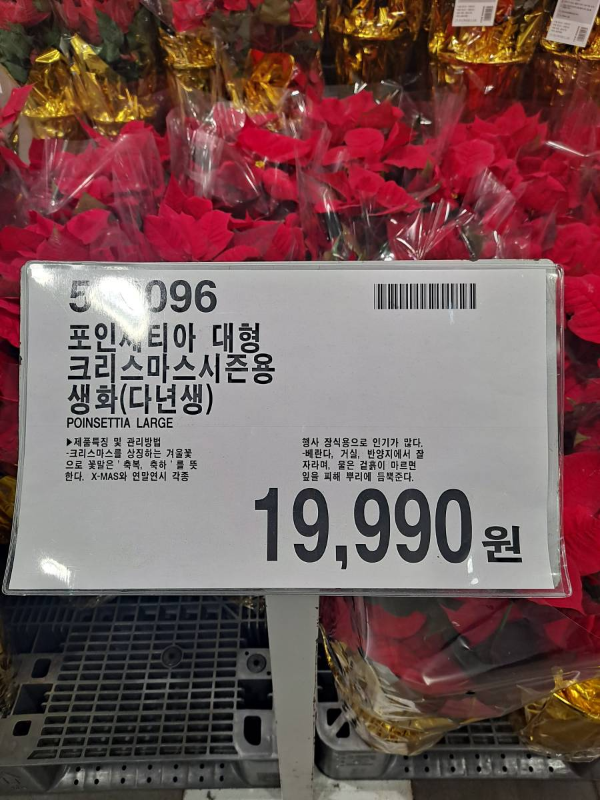 포인세티아 대형
크리스마스시즌용
생화(다년생)
POINSETTIA LARGE
▶제품특징 및 관리방법
-크리스마스를 상징하는 겨울꽃
으로 꽃말은 '축복, 축하'를 뜻
한다. X-MAS와 연말연시 각종
행사 장식용으로 인기가 많다.
-베란다, 거실, 반양지에서 잘
자라며, 물은 겉흙이 마르면
잎을 피해 뿌리에 듬뿍준다.
19,990원